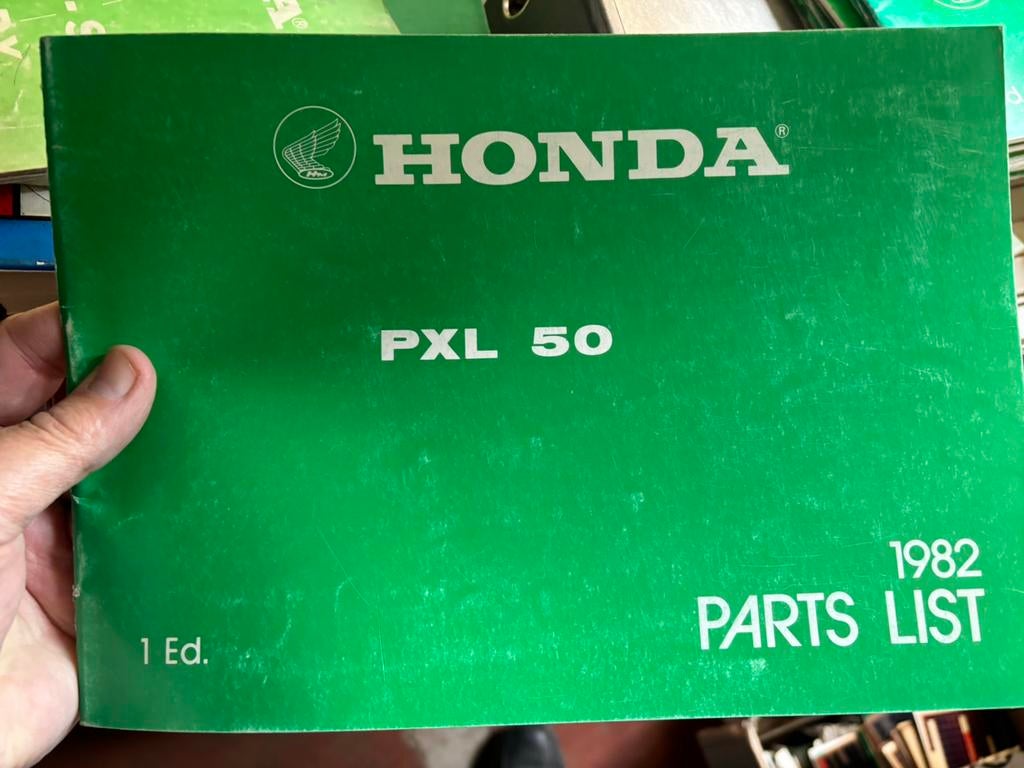 HONDA®
PXL 50
1982
PARTS LIST
1 Ed.